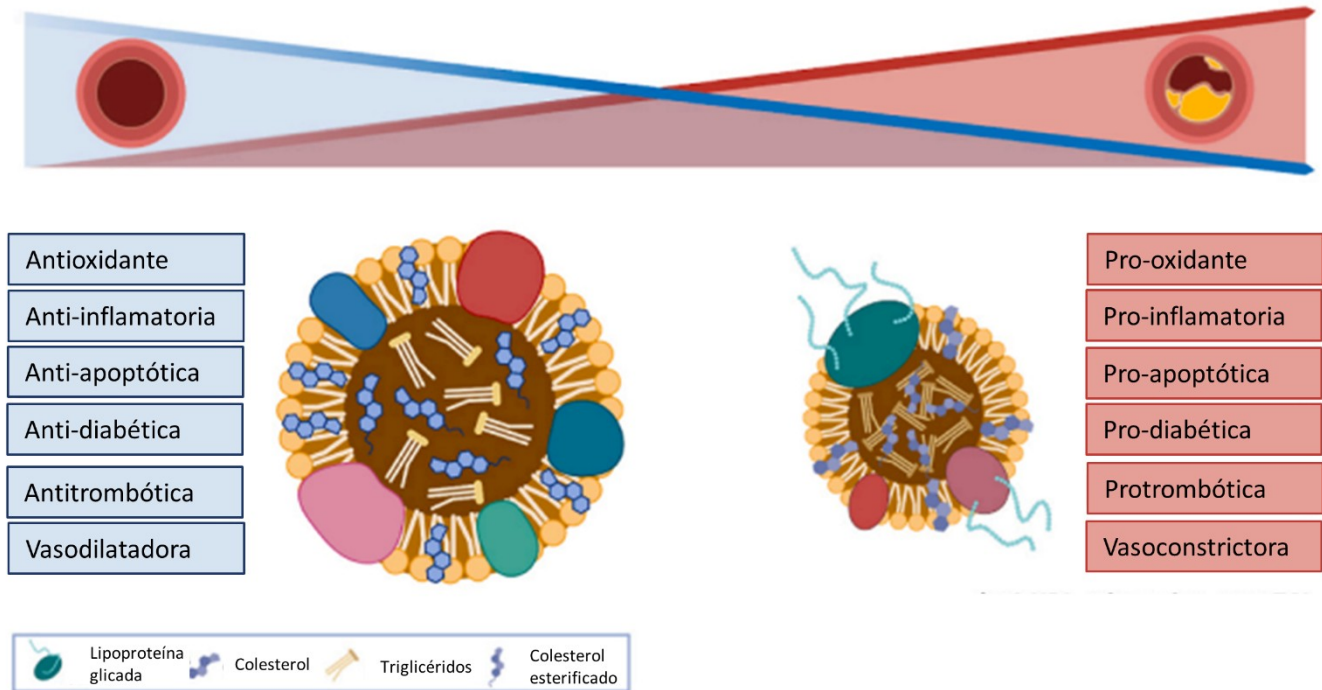 Antioxidante
Anti-inflamatoria
Anti-apoptótica
Anti-diabética
Antitrombótica
Vasodilatadora
Pro-oxidante
Pro-inflamatoria
Pro-apoptótica
Pro-diabética
Protrombótica
Vasoconstrictora
Lipoproteína
glicada
Colesterol
Triglicéridos
Colesterol
esterificado